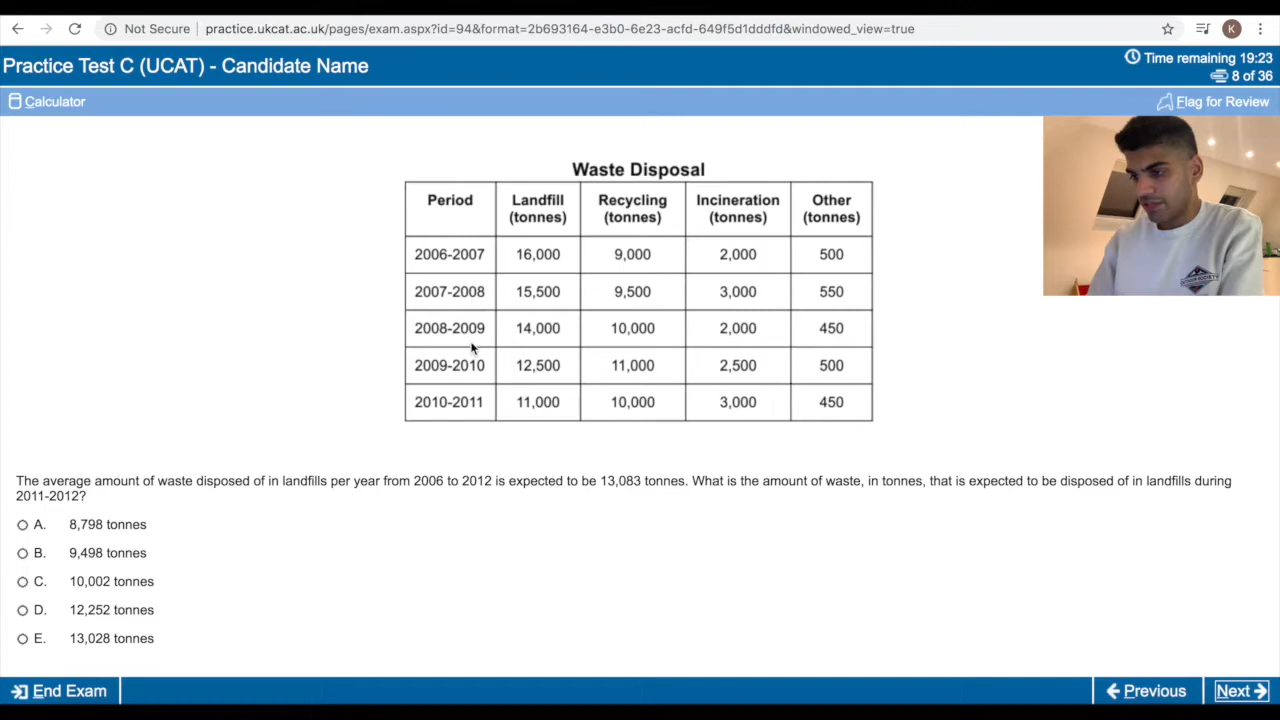 Not Secure | practice.ukcat.ac.uk/pages/exam.aspx?id=94&format=2b693164-e3b0-6e23-acfd-649f5d1dddfd&windowed_view=true K
Practice Test C (UCAT) - Candidate Name
Time remaining 19:23
8 of 36
Calculator
Flag for Review
Waste Disposal
Period Landfill (tonnes) Recycling (tonnes) Incineration (tonnes) Other (tonnes)
2006-2007 16,000 9,000 2,000 500
2007-2008 15,500 9,500 3,000 550
2008-2009 14,000 10,000 2,000 450
2009-2010 12,500 11,000 2,500 500
2010-2011 11,000 10,000 3,000 450
The average amount of waste disposed of in landfills per year from 2006 to 2012 is expected to be 13,083 tonnes. What is the amount of waste, in tonnes, that is expected to be disposed of in landfills during
2011-2012?
A. 8,798 tonnes
B. 9,498 tonnes
C. 10,002 tonnes
D. 12,252 tonnes
E. 13,028 tonnes
End Exam
Previous
Next